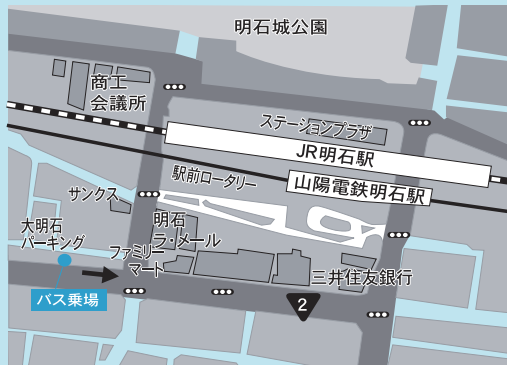 明石城公園
商工
会議所
ステーションプラザ
JR明石駅
山陽電鉄明石駅
駅前ロータリー
サンクス
明石
ラ・メール
大明石
パーキング
ファミリー
マート
三井住友銀行
バス乗場
2